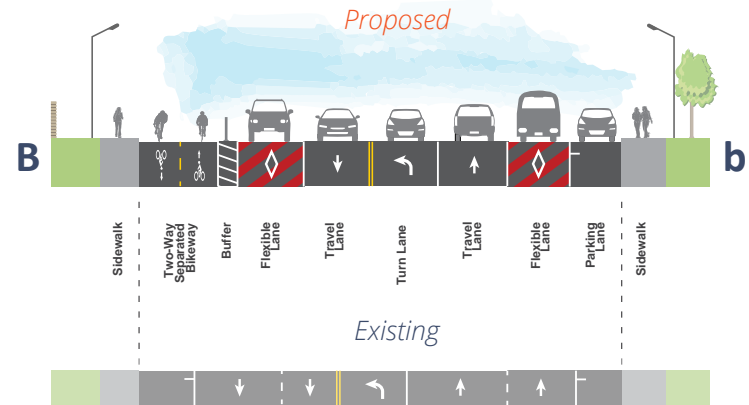 Proposed
B
b
Sidewalk
Two-Way
Separated
Bikeway
Buffer
Flexible
Lane
Travel
Lane
Turn Lane
Travel
Lane
Flexible
Lane
Parking
Lane
Sidewalk
Existing